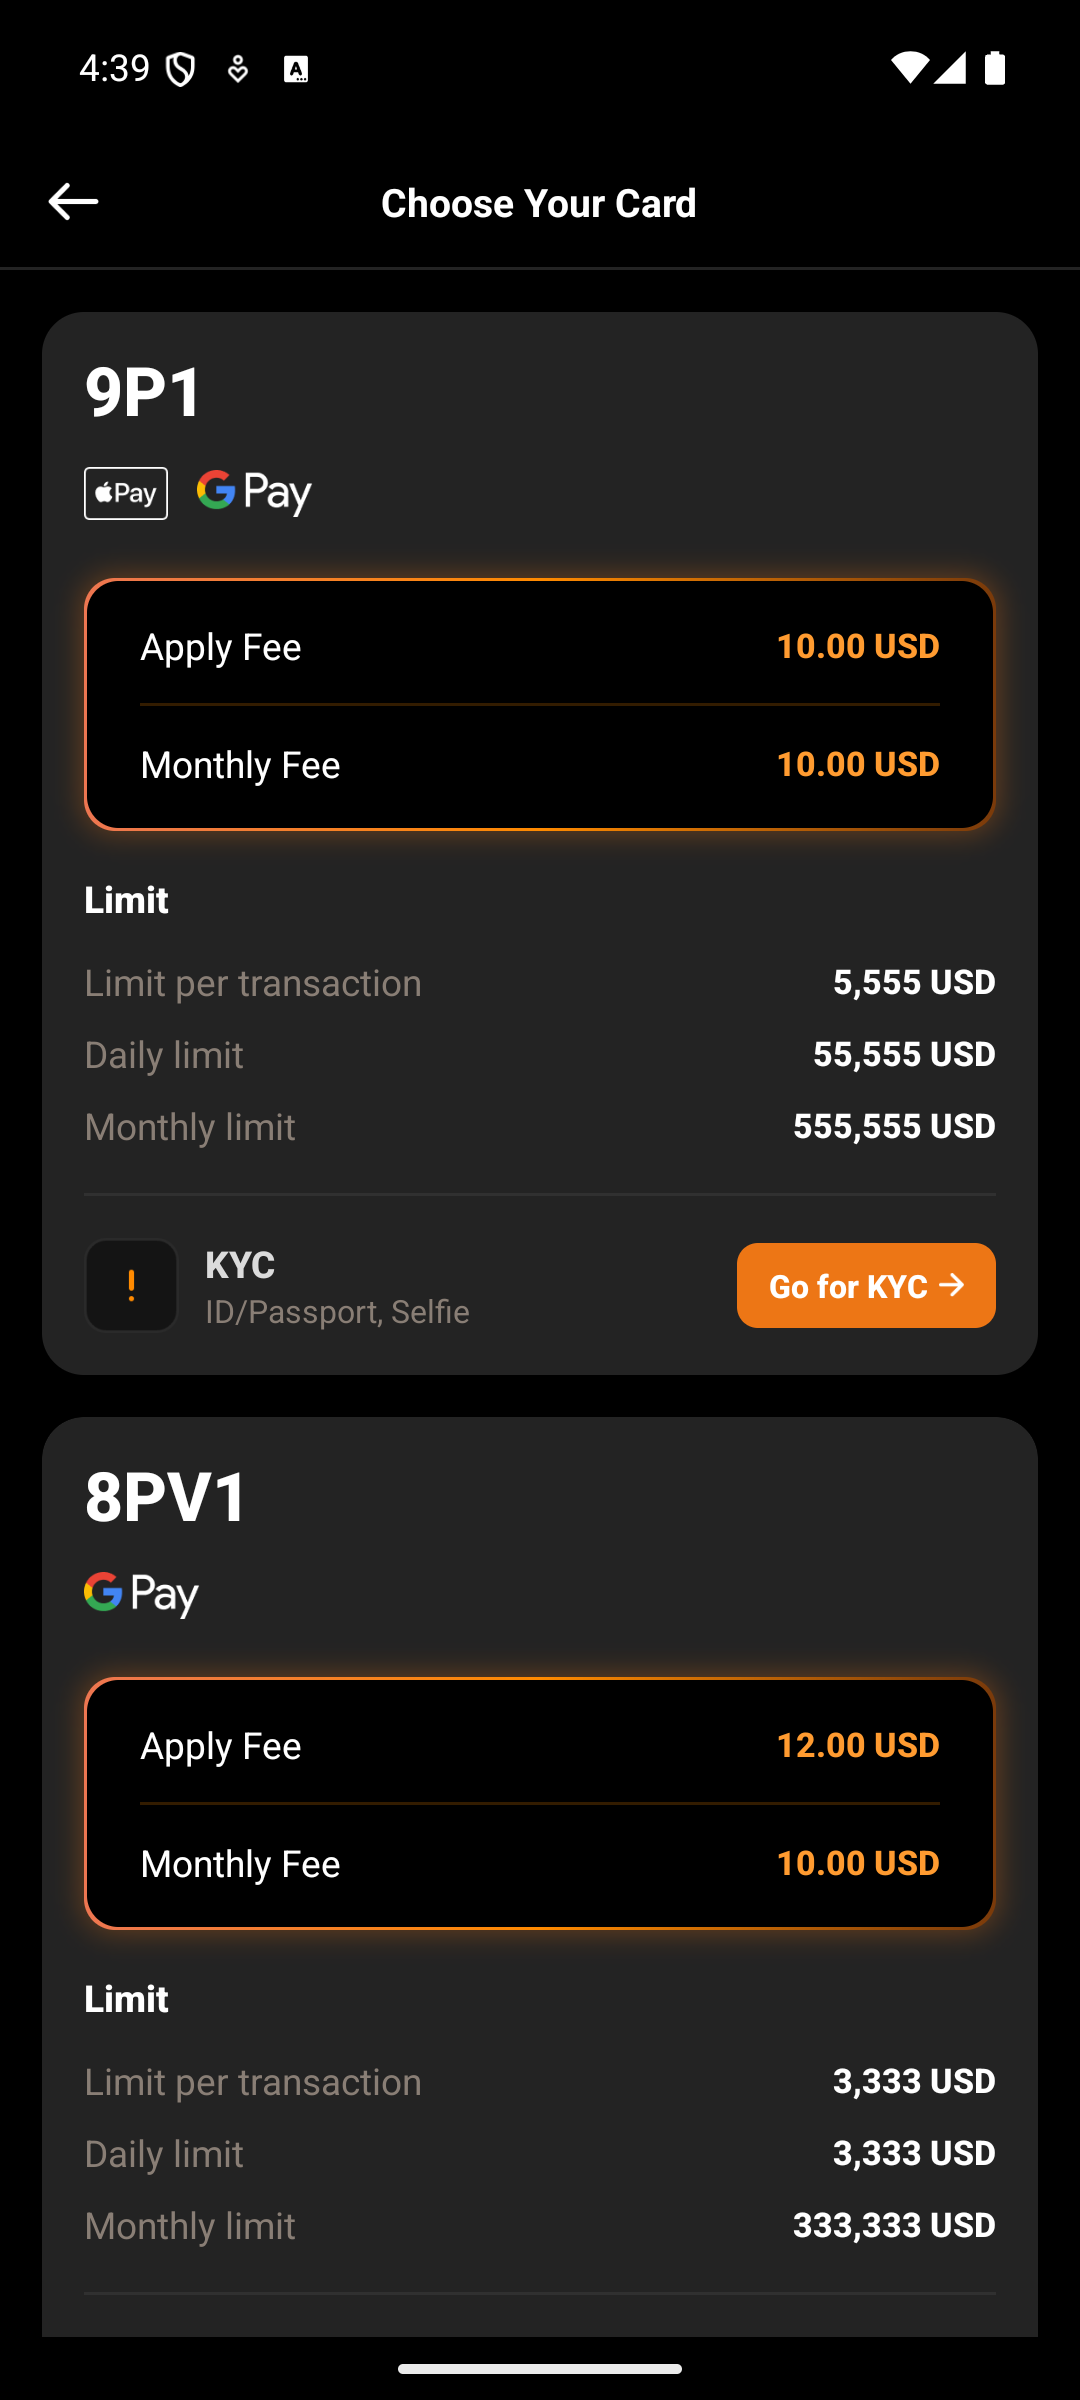 4:39
Choose Your Card
9P1
Pay G Pay
Apply Fee 10.00 USD
Monthly Fee 10.00 USD
Limit
Limit per transaction 5,555 USD
Daily limit 55,555 USD
Monthly limit 555,555 USD
KYC
ID/Passport, Selfie
Go for KYC →
8PV1
G Pay
Apply Fee 12.00 USD
Monthly Fee 10.00 USD
Limit
Limit per transaction 3,333 USD
Daily limit 3,333 USD
Monthly limit 333,333 USD